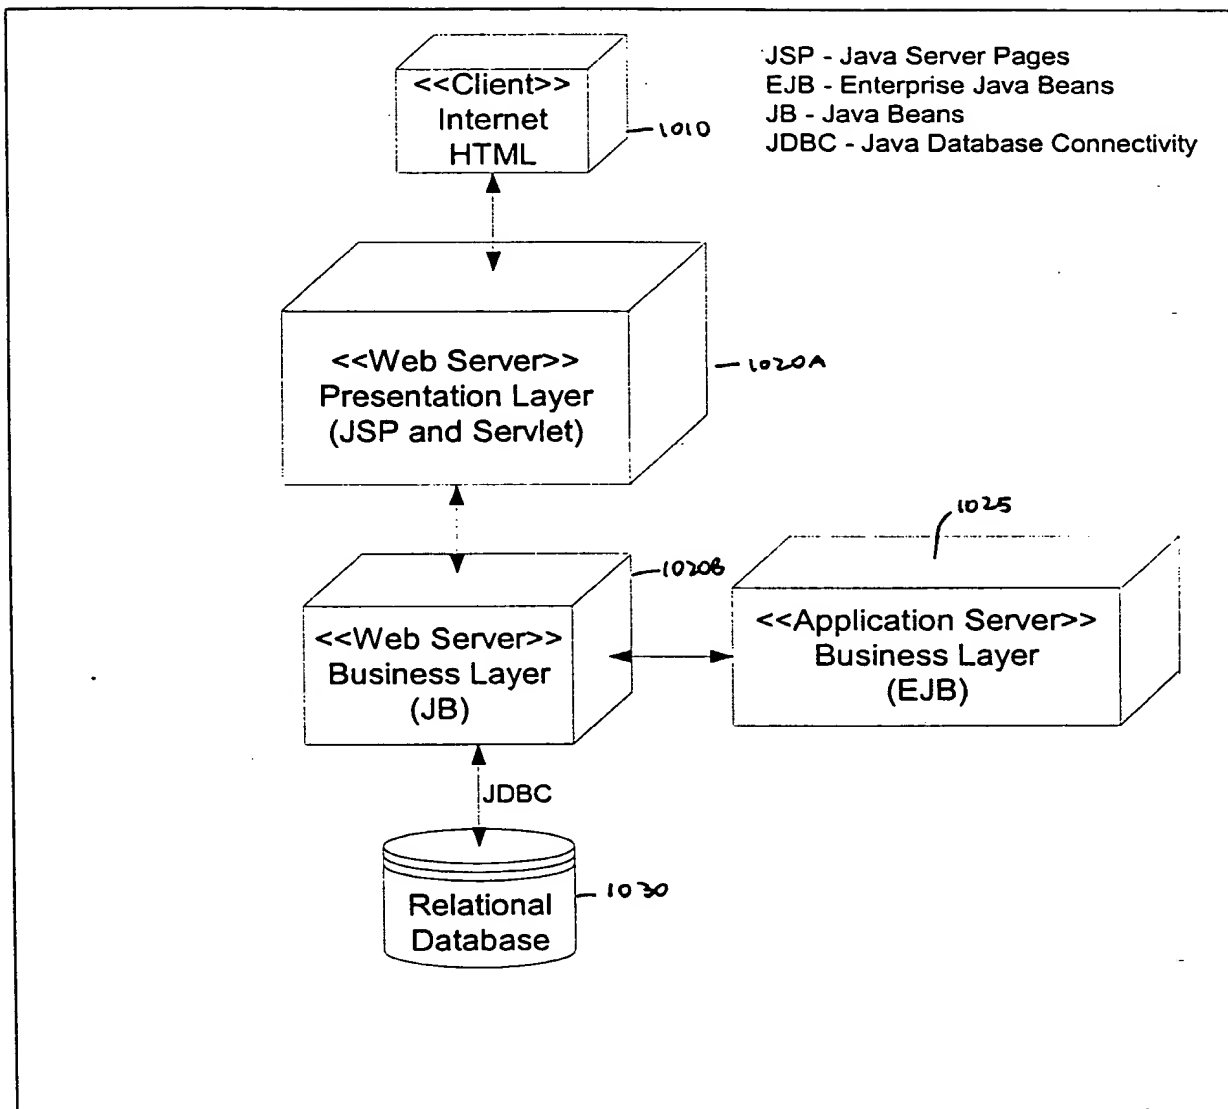 <<Client>>
Internet
HTML
1010
JSP - Java Server Pages
EJB - Enterprise Java Beans
JB - Java Beans
JDBC - Java Database Connectivity
<<Web Server>>
Presentation Layer
(JSP and Servlet)
1020A
1020B
1025
<<Web Server>>
Business Layer
(JB)
<<Application Server>>
Business Layer
(EJB)
JDBC
Relational
Database
1030